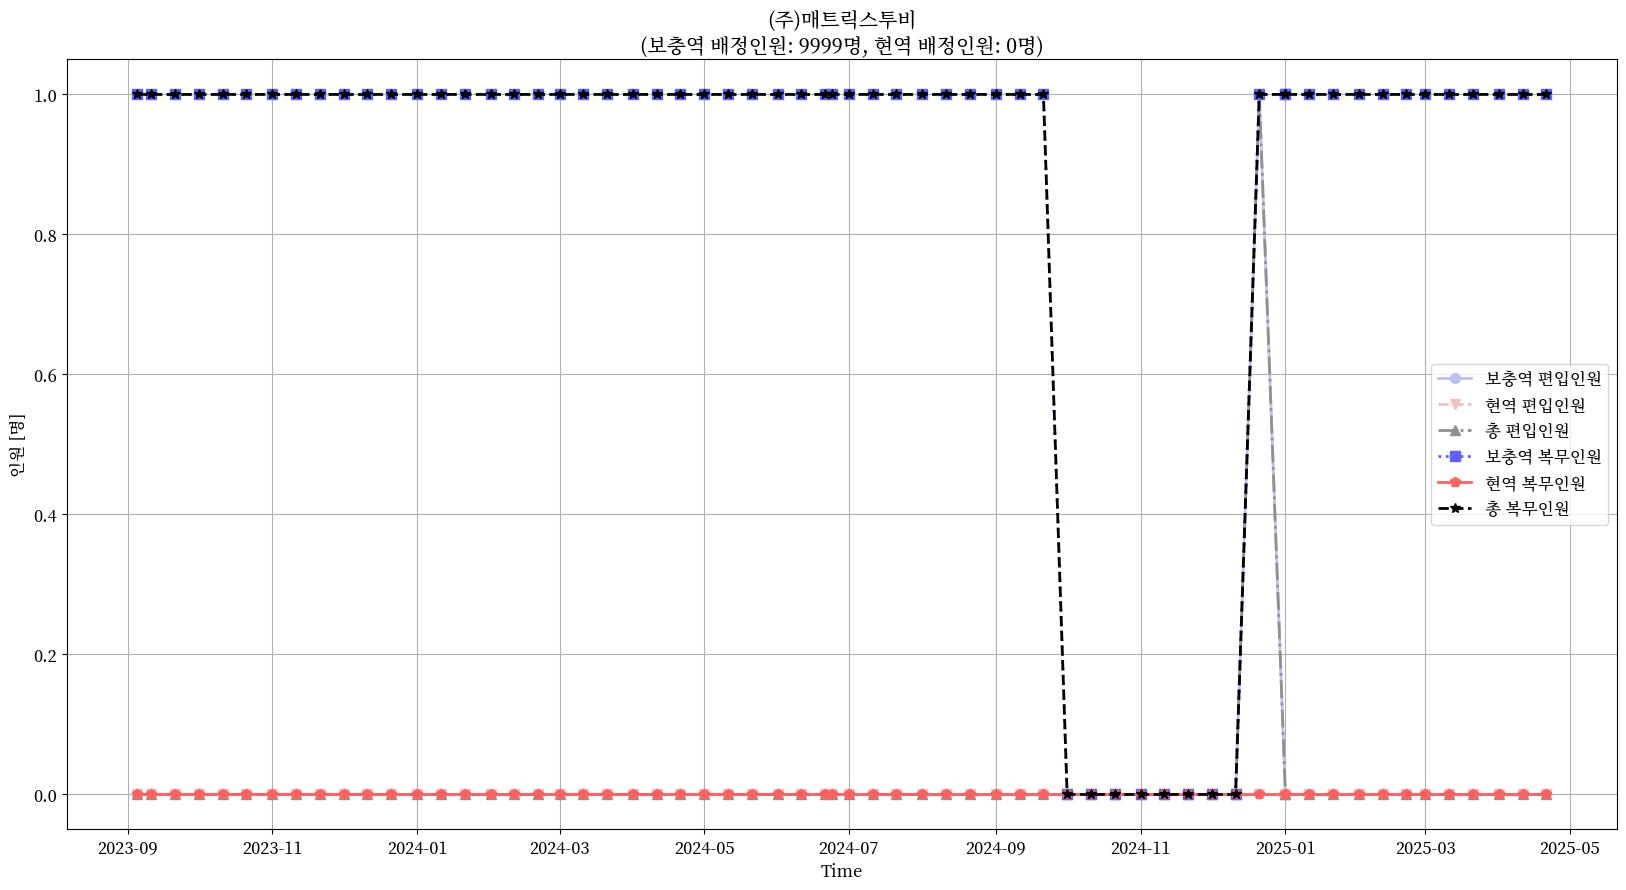 (주)매트릭스투비
(보충역 배정인원: 9999명, 현역 배정인원: 0명)
1.0
0.8
0.6
0.4
0.2
0.0
인원 [명]
보충역 편입인원
현역 편입인원
총 편입인원
보충역 복무인원
현역 복무인원
총 복무인원
2023-09 2023-11 2024-01 2024-03 2024-05 2024-07 2024-09 2024-11 2025-01 2025-03 2025-05
Time